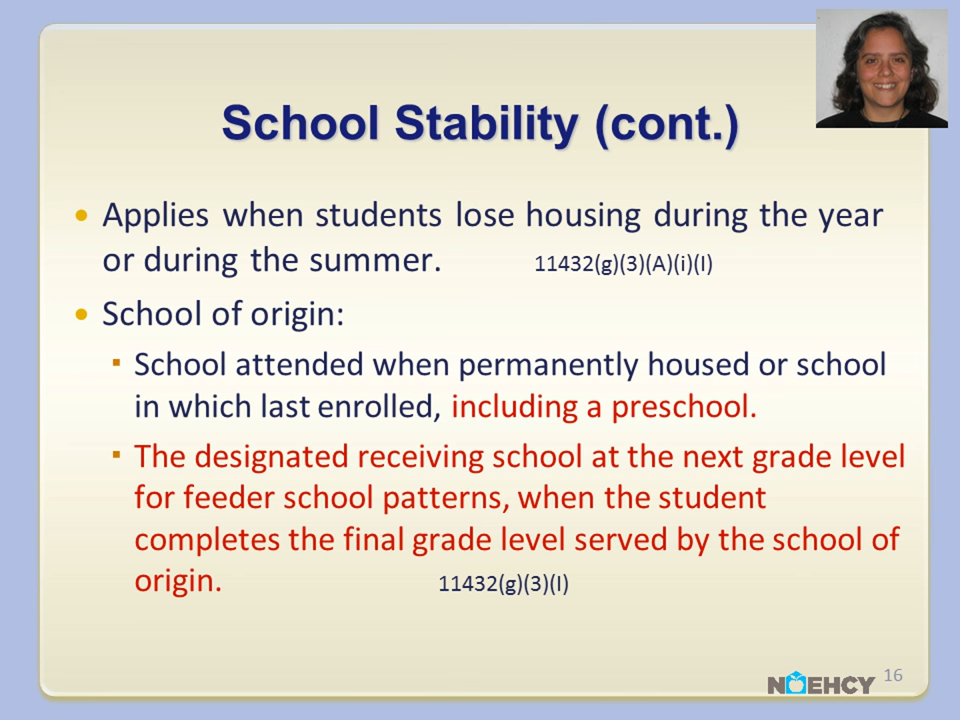 School Stability (cont.)
• Applies when students lose housing during the year
or during the summer. 11432(g)(3)(A)(i)(I)
• School of origin:
▪ School attended when permanently housed or school
in which last enrolled, including a preschool.
▪ The designated receiving school at the next grade level
for feeder school patterns, when the student
completes the final grade level served by the school of
origin. 11432(g)(3)(I)
16
NAEHCY